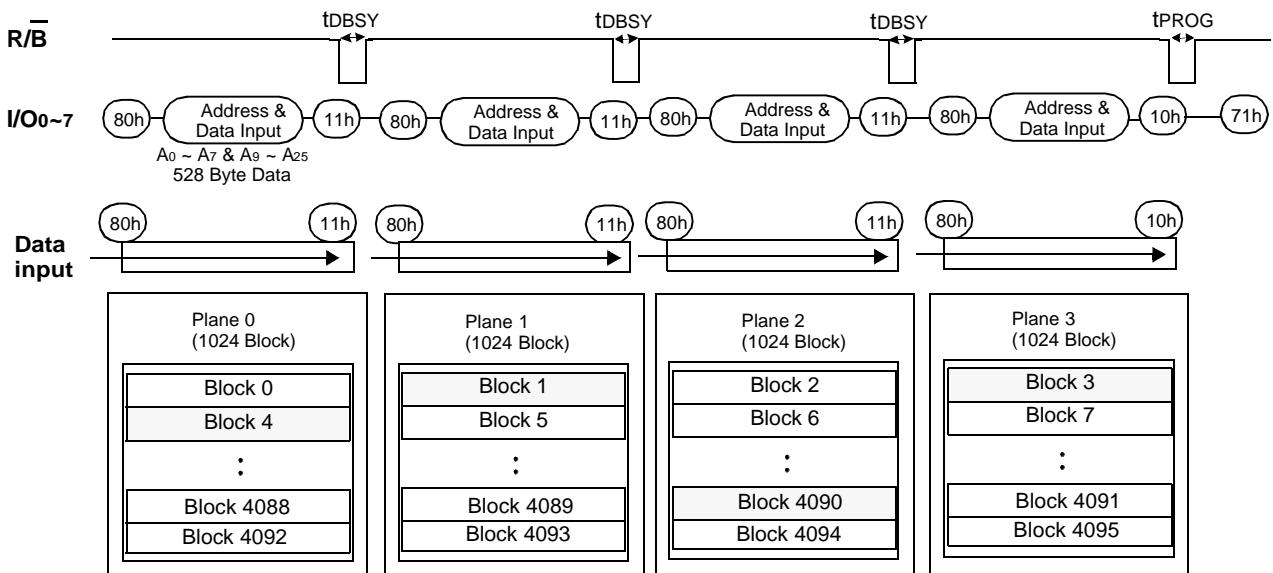 tDBSY tDBSY tDBSY tPROG
R/B̅
I/O0~7 80h Address & Data Input 11h 80h Address & Data Input 11h 80h Address & Data Input 11h 80h Address & Data Input 10h 71h
A0 ~ A7 & A9 ~ A25
528 Byte Data
80h 11h 80h 11h 80h 11h 80h 10h
Data
input
Plane 0
(1024 Block)
Block 0
Block 4
:
Block 4088
Block 4092
Plane 1
(1024 Block)
Block 1
Block 5
:
Block 4089
Block 4093
Plane 2
(1024 Block)
Block 2
Block 6
:
Block 4090
Block 4094
Plane 3
(1024 Block)
Block 3
Block 7
:
Block 4091
Block 4095